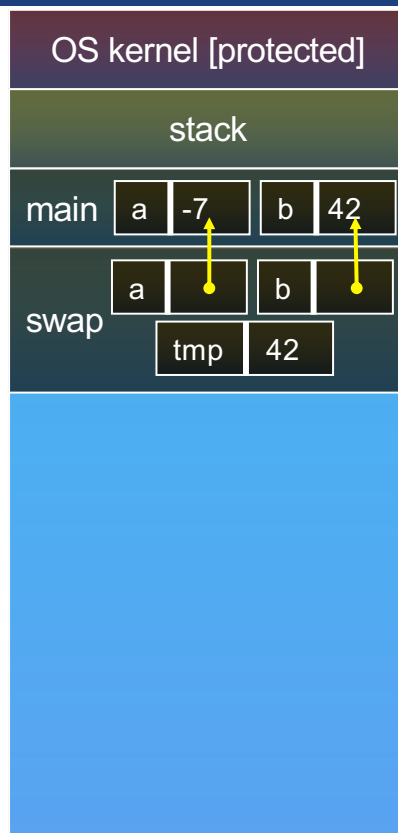 OS kernel [protected]
stack
main a -7 b 42
a b
swap
tmp 42